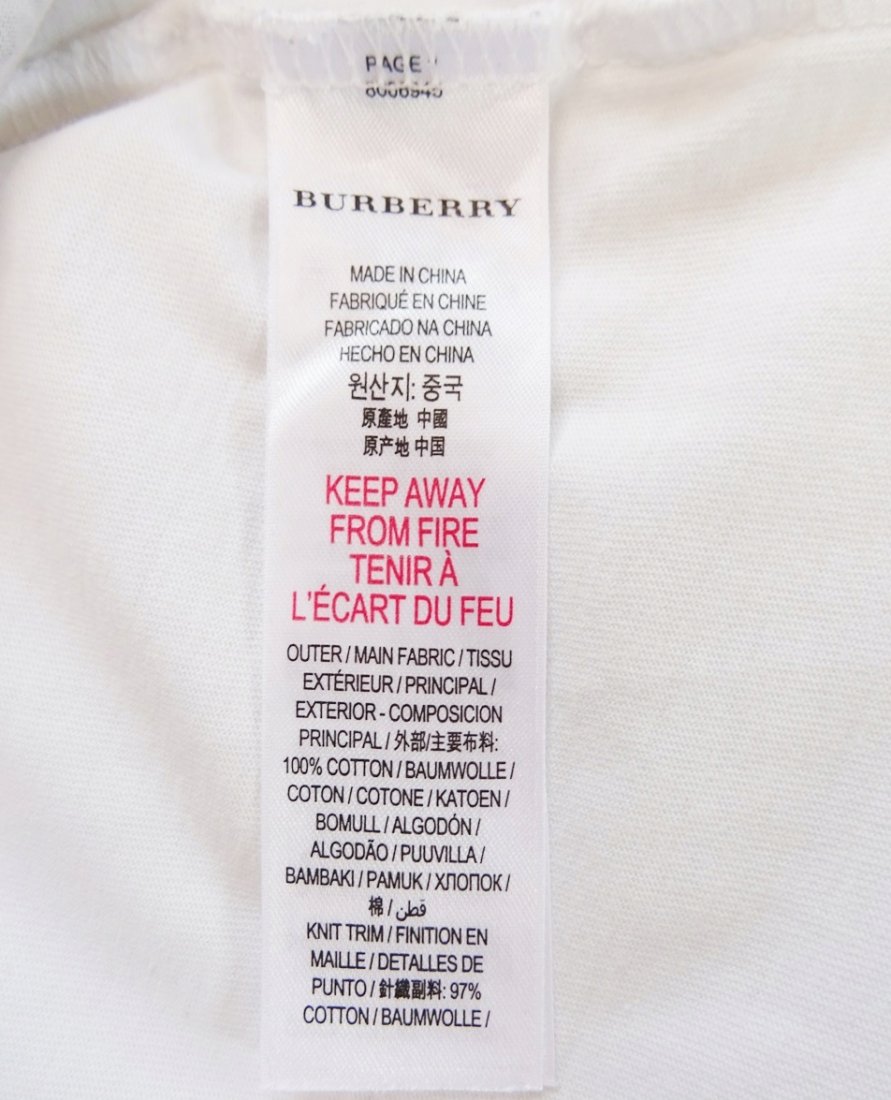 PAGE
8006945
BURBERRY
MADE IN CHINA
FABRIQUÉ EN CHINE
FABRICADO NA CHINA
HECHO EN CHINA
원산지: 중국
原產地 中國
原产地 中国
KEEP AWAY
FROM FIRE
TENIR À
L'ÉCART DU FEU
OUTER / MAIN FABRIC / TISSU
EXTÉRIEUR / PRINCIPAL /
EXTERIOR - COMPOSICION
PRINCIPAL / 外部/主要布料:
100% COTTON / BAUMWOLLE /
COTON / COTONE / KATOEN /
BOMULL / ALGODÓN /
ALGODÃO / PUUVILLA /
BAMBAKI / PAMUK / ХЛОПОК /
棉 / قطن
KNIT TRIM / FINITION EN
MAILLE / DETALLES DE
PUNTO / 針織副料: 97%
COTTON / BAUMWOLLE /